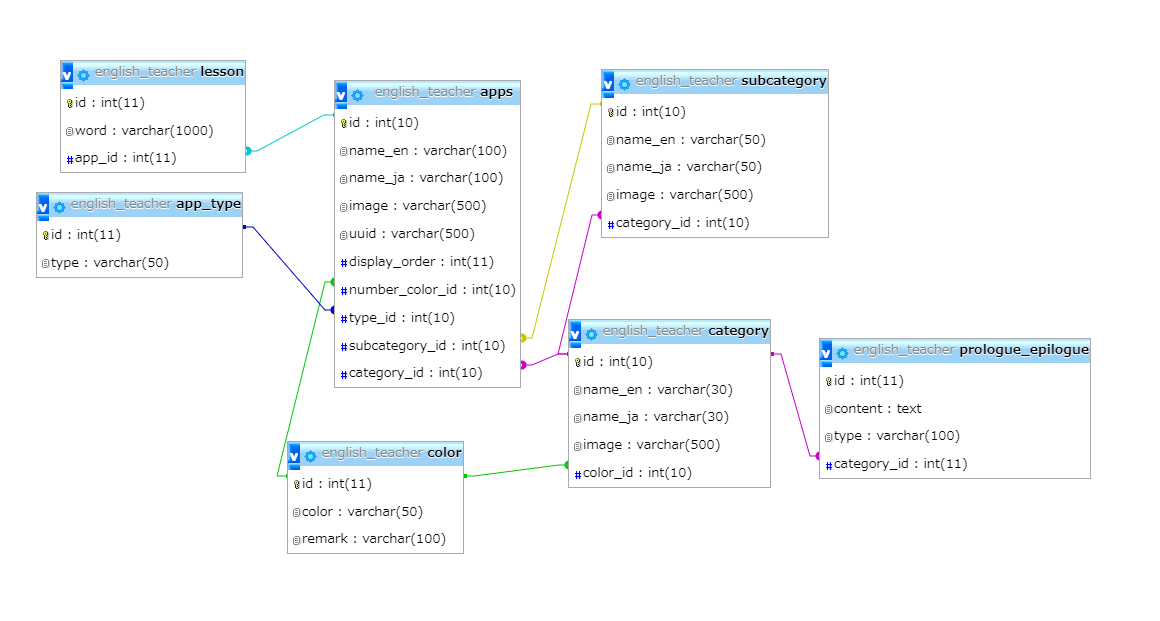 english_teacher lesson
id : int(11)
word : varchar(1000)
app_id : int(11)
english_teacher app_type
id : int(11)
type : varchar(50)
english_teacher apps
id : int(10)
name_en : varchar(100)
name_ja : varchar(100)
image : varchar(500)
uuid : varchar(500)
display_order : int(11)
number_color_id : int(10)
type_id : int(10)
subcategory_id : int(10)
category_id : int(10)
english_teacher subcategory
id : int(10)
name_en : varchar(50)
name_ja : varchar(50)
image : varchar(500)
category_id : int(10)
english_teacher category
id : int(10)
name_en : varchar(30)
name_ja : varchar(30)
image : varchar(500)
color_id : int(10)
english_teacher prologue_epilogue
id : int(11)
content : text
type : varchar(100)
category_id : int(11)
english_teacher color
id : int(11)
color : varchar(50)
remark : varchar(100)